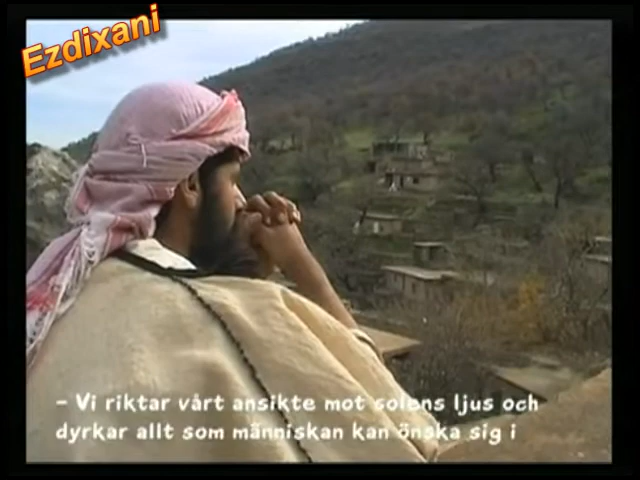 Ezdixani
- Vi riktar vårt ansikte mot solens ljus och
dyrkar allt som människan kan önska sig i